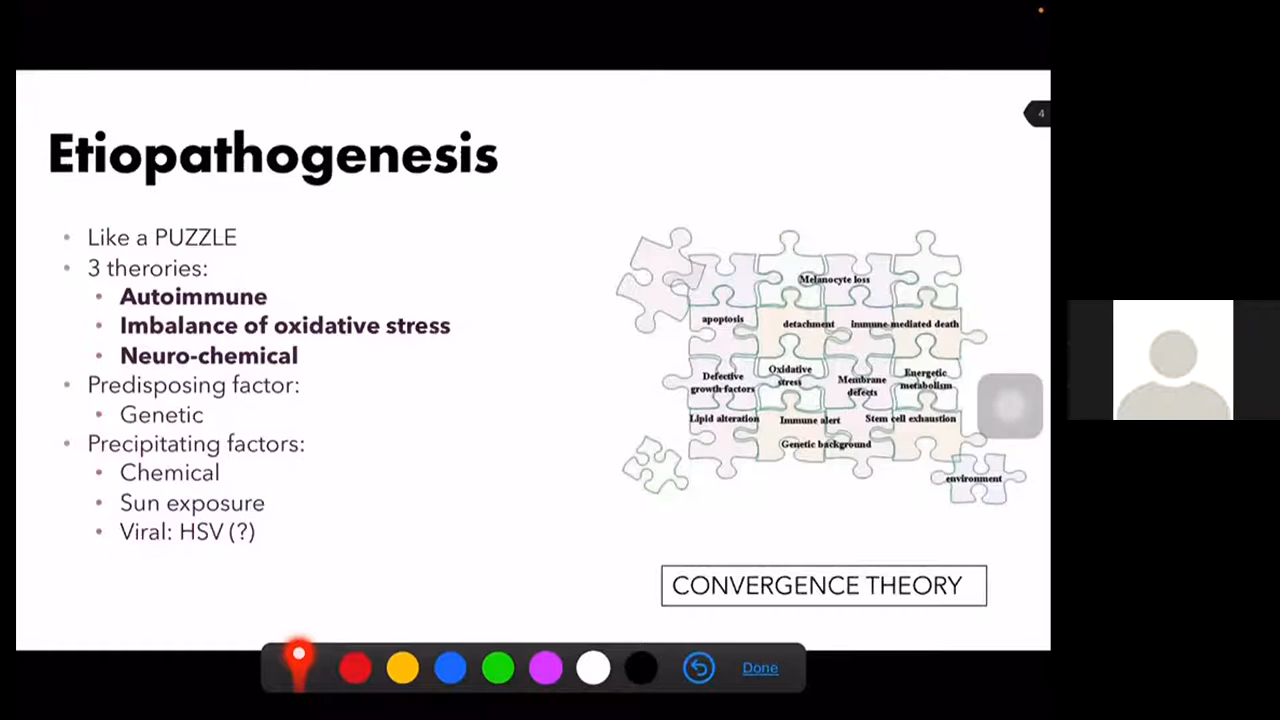 4
Etiopathogenesis
• Like a PUZZLE
• 3 therories:
• Autoimmune
• Imbalance of oxidative stress
• Neuro-chemical
• Predisposing factor:
• Genetic
• Precipitating factors:
• Chemical
• Sun exposure
• Viral: HSV (?)
Melanocyte loss
apoptosis
detachment
immune mediated death
Defective
growth factors
Oxidative
stress
Membrane
defects
Energetic
metabolism
Lipid alteration
Immune alert
Stem cell exhaustion
Genetic background
environment
CONVERGENCE THEORY
Done